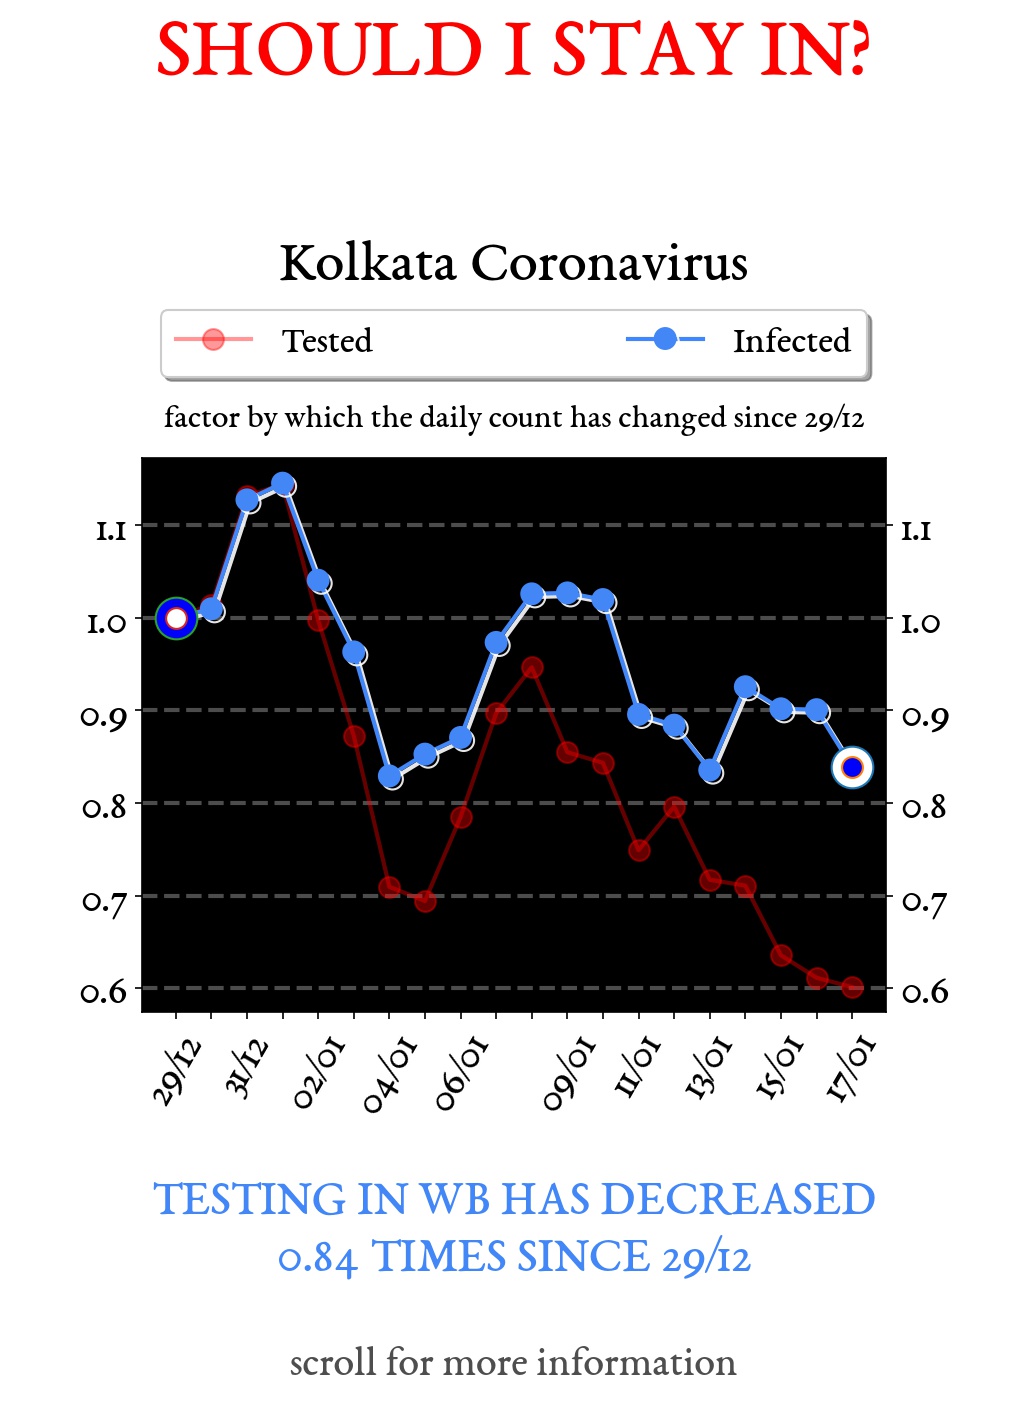 SHOULD I STAY IN?
Kolkata Coronavirus
Tested Infected
factor by which the daily count has changed since 29/12
1.1 1.1
1.0 1.0
0.9 0.9
0.8 0.8
0.7 0.7
0.6 0.6
29/12 31/12 02/01 04/01 06/01 09/01 11/01 13/01 15/01 17/01
TESTING IN WB HAS DECREASED
0.84 TIMES SINCE 29/12
scroll for more information